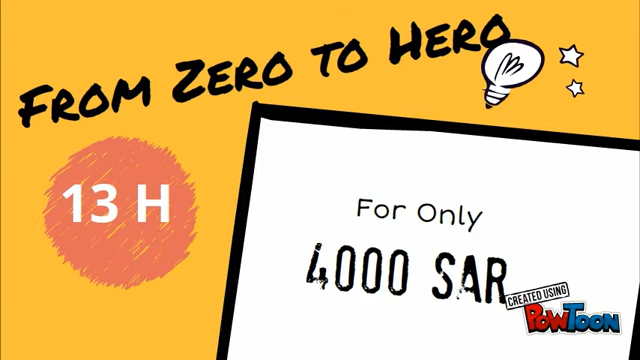 From Zero to Hero
13 H
For Only
4000 SAR
CREATED USING
POWTOON